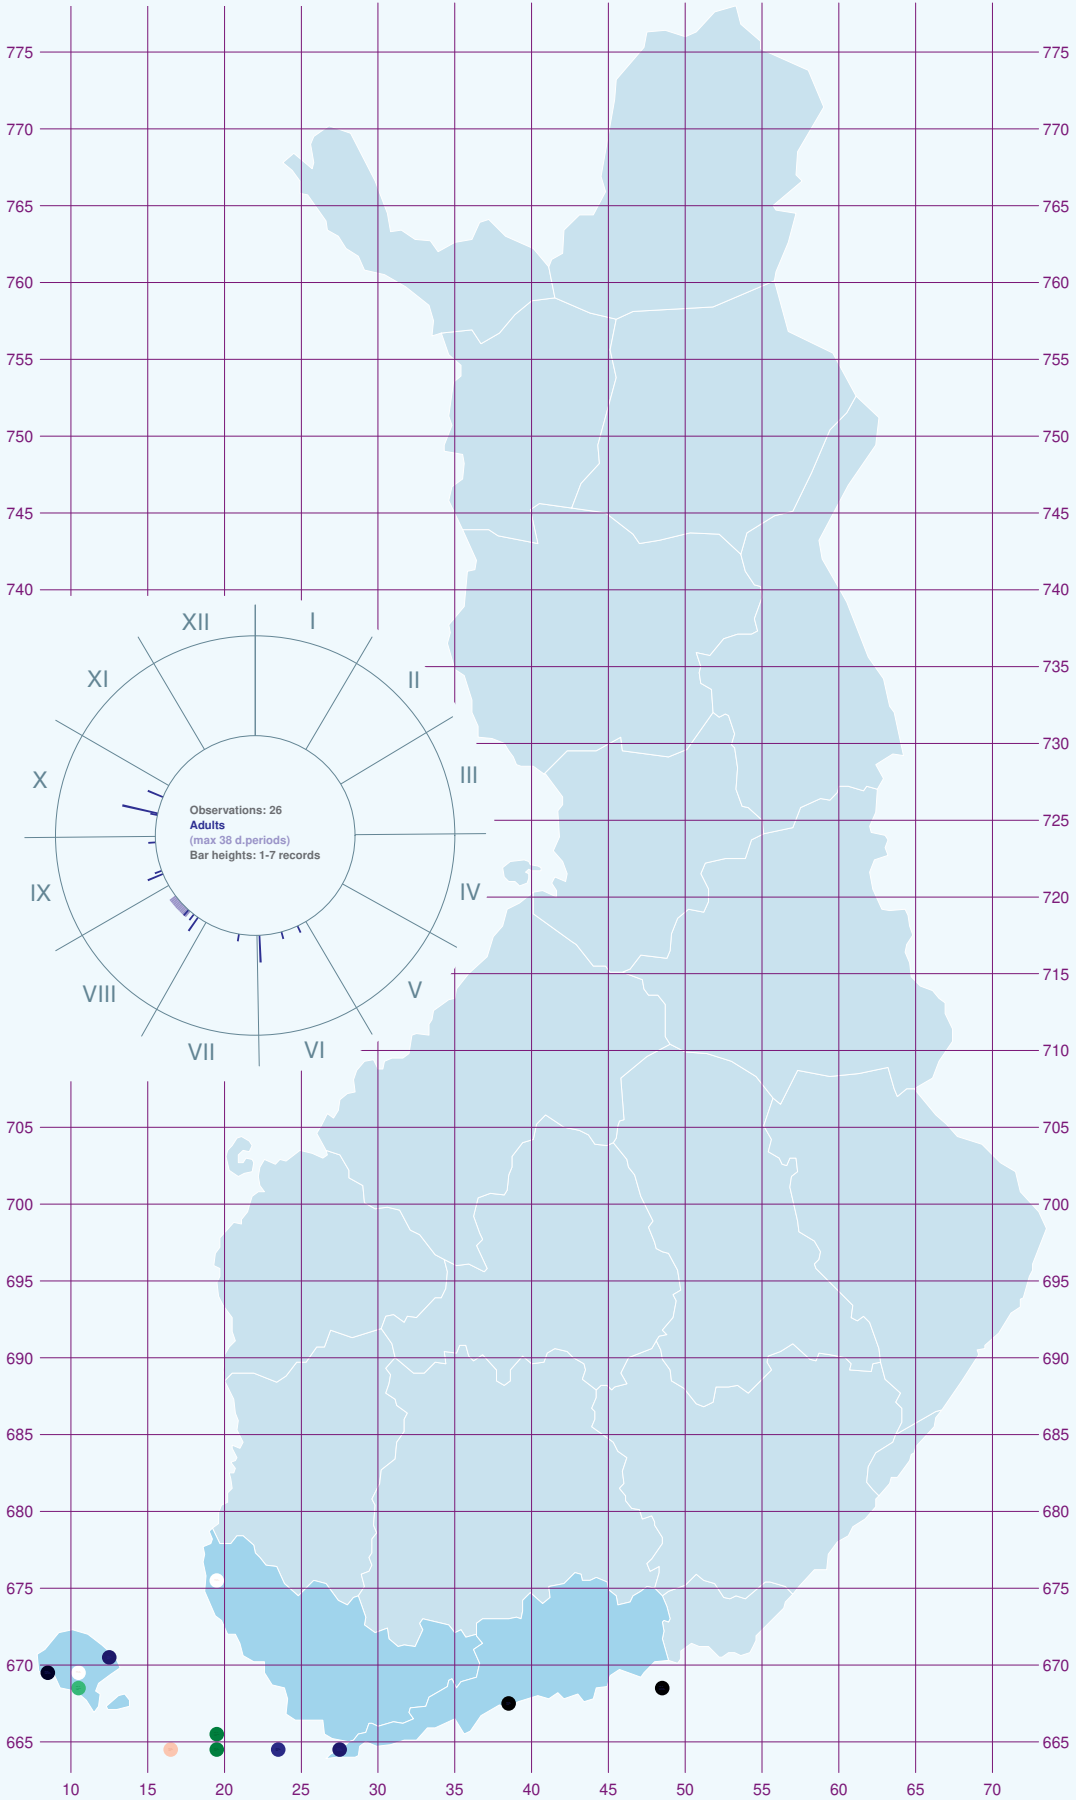 775 775
770 770
765 765
760 760
755 755
750 750
745 745
740 740
XII I
735
XI II
730
X III
Observations: 26
Adults
(max 38 d.periods)
Bar heights: 1-7 records
725
IX IV
720
VIII V
715
VII VI
710
705 705
700 700
695 695
690 690
685 685
680 680
675 675
670 670
665 665
10 15 20 25 30 35 40 45 50 55 60 65 70